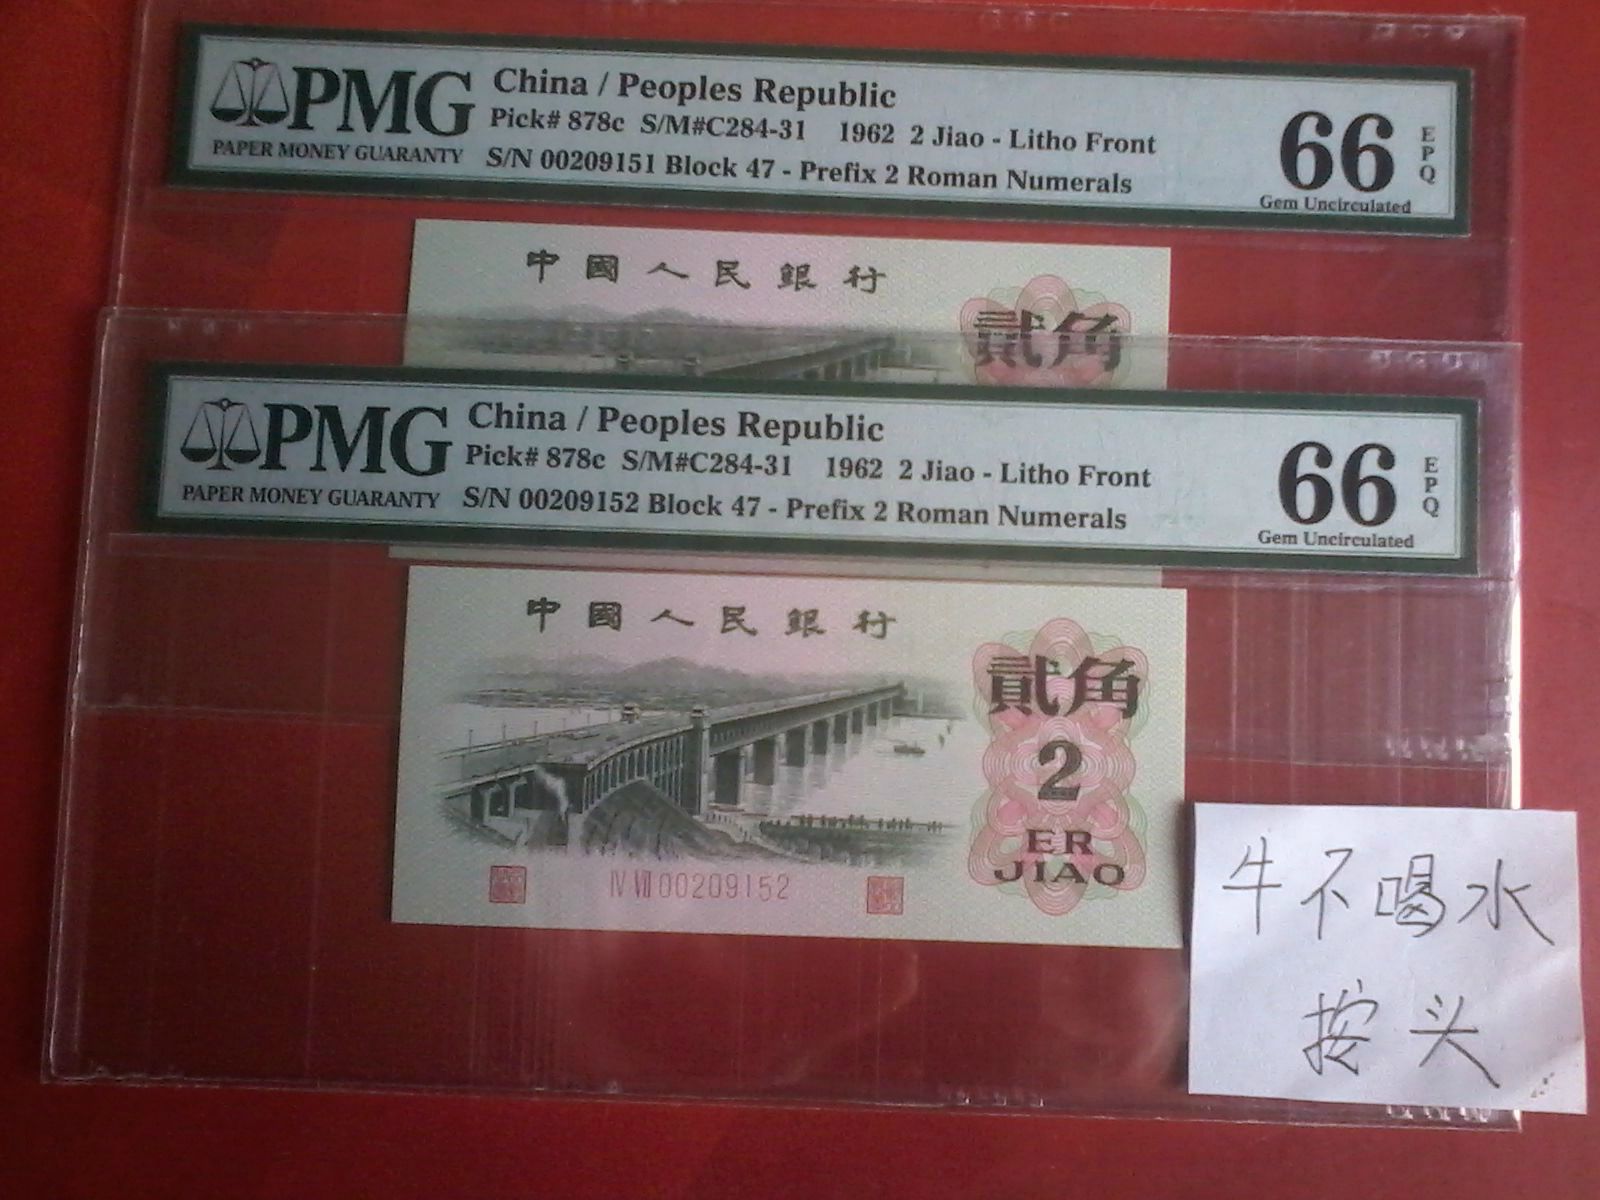 PMG
PAPER MONEY GUARANTY
China / Peoples Republic
Pick# 878c S/M#C284-31 1962 2 Jiao - Litho Front
S/N 00209151 Block 47 - Prefix 2 Roman Numerals
66
EPQ
Gem Uncirculated
中國人民銀行
貳角
PMG
PAPER MONEY GUARANTY
China / Peoples Republic
Pick# 878c S/M#C284-31 1962 2 Jiao - Litho Front
S/N 00209152 Block 47 - Prefix 2 Roman Numerals
66
EPQ
Gem Uncirculated
中國人民銀行
貳角
2
ER
JIAO
Ⅳ Ⅶ 00209152
牛不喝水
按头